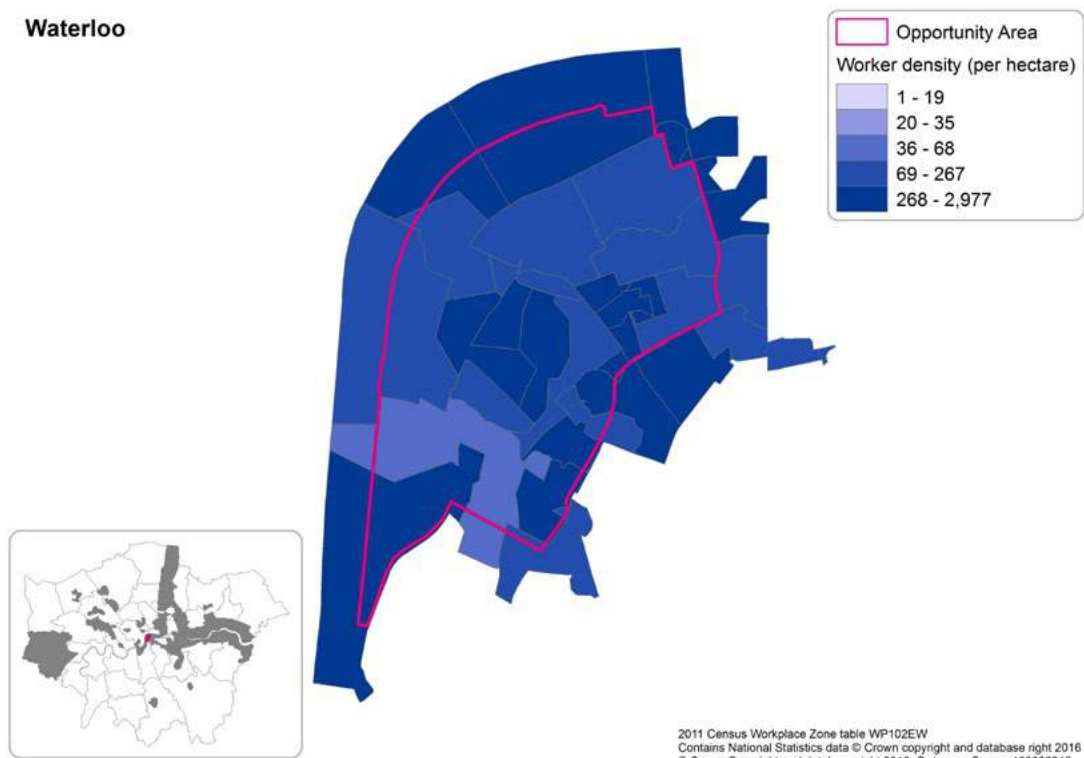 Waterloo
Opportunity Area
Worker density (per hectare)
1 - 19
20 - 35
36 - 68
69 - 267
268 - 2,977
2011 Census Workplace Zone table WP102EW
Contains National Statistics data © Crown copyright and database right 2016